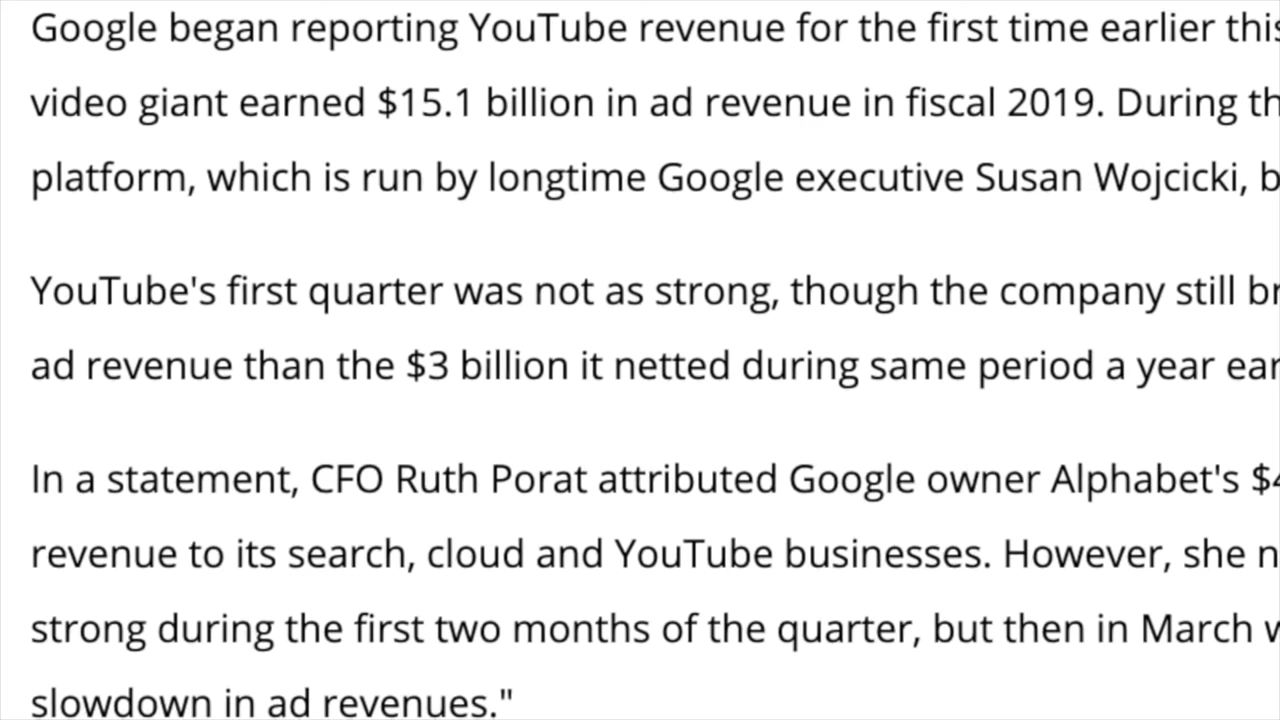 Google began reporting YouTube revenue for the first time earlier this
video giant earned $15.1 billion in ad revenue in fiscal 2019. During th
platform, which is run by longtime Google executive Susan Wojcicki, b
YouTube's first quarter was not as strong, though the company still br
ad revenue than the $3 billion it netted during same period a year ear
In a statement, CFO Ruth Porat attributed Google owner Alphabet's $4
revenue to its search, cloud and YouTube businesses. However, she n
strong during the first two months of the quarter, but then in March w
slowdown in ad revenues."